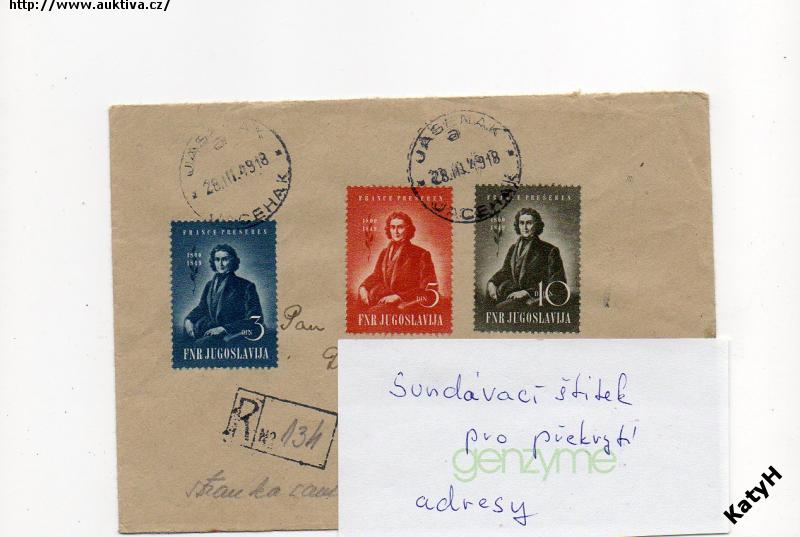 http://www.auktiva.cz/
JASENAK
a
28.III.49 18
ЈАСЕНАК
JASENAK
a
28.III.49 18
ЈАСЕНАК
FRANCE PREŠEREN
1800
1849
3
DIN
FNR JUGOSLAVIJA
FRANCE PREŠEREN
1800
1849
5
DIN
FNR JUGOSLAVIJA
FRANCE PREŠEREN
1800
1849
10
DIN
FNR JUGOSLAVIJA
Pan
R No 134
Sundávací štítek
pro překrytí
genzyme
adresy
KatyH